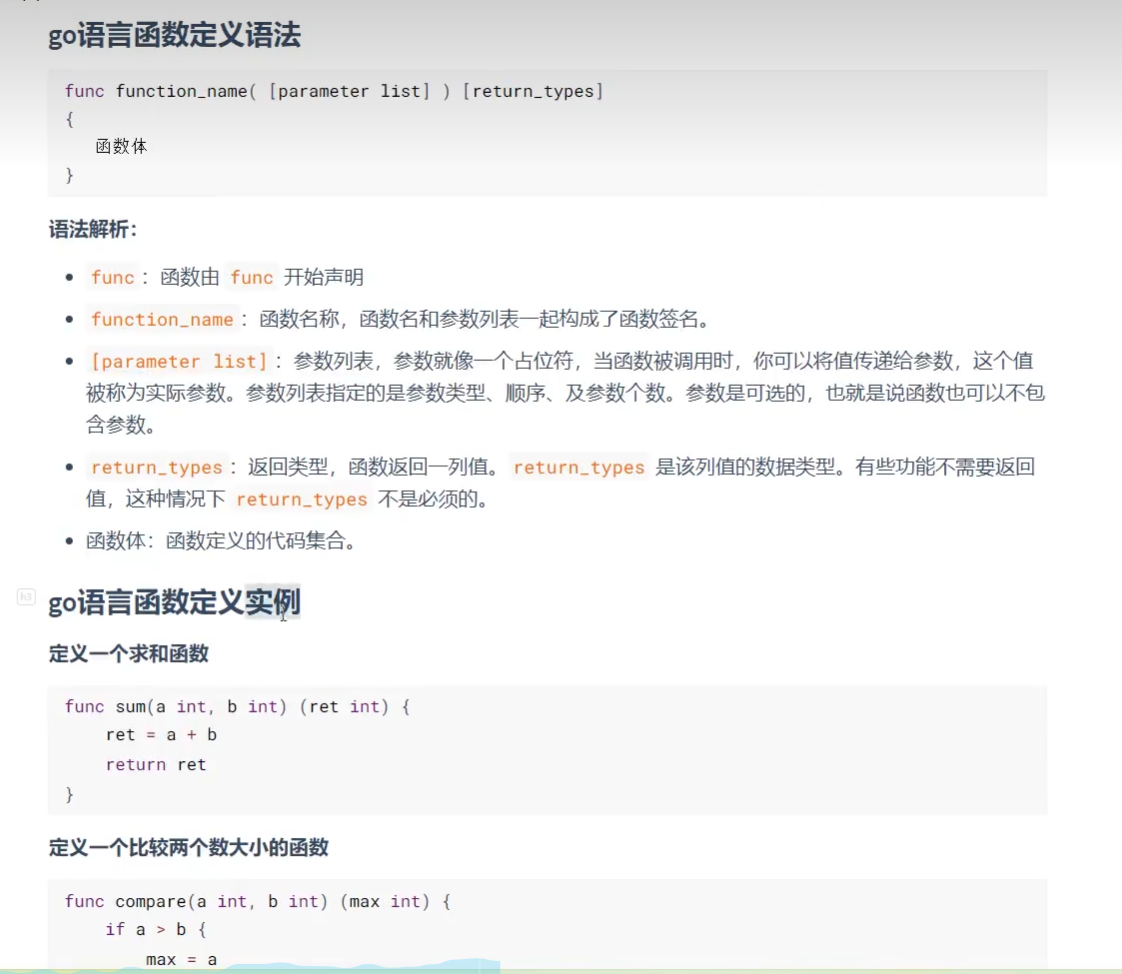 go语言函数定义语法
func function_name( [parameter list] ) [return_types]
{
函数体
}
语法解析：
func：函数由 func 开始声明
function_name：函数名称，函数名和参数列表一起构成了函数签名。
[parameter list]：参数列表，参数就像一个占位符，当函数被调用时，你可以将值传递给参数，这个值
被称为实际参数。参数列表指定的是参数类型、顺序、及参数个数。参数是可选的，也就是说函数也可以不包
含参数。
return_types：返回类型，函数返回一列值。return_types 是该列值的数据类型。有些功能不需要返回
值，这种情况下 return_types 不是必须的。
函数体：函数定义的代码集合。
h3
go语言函数定义实例
定义一个求和函数
func sum(a int, b int) (ret int) {
ret = a + b
return ret
}
定义一个比较两个数大小的函数
func compare(a int, b int) (max int) {
if a > b {
max = a